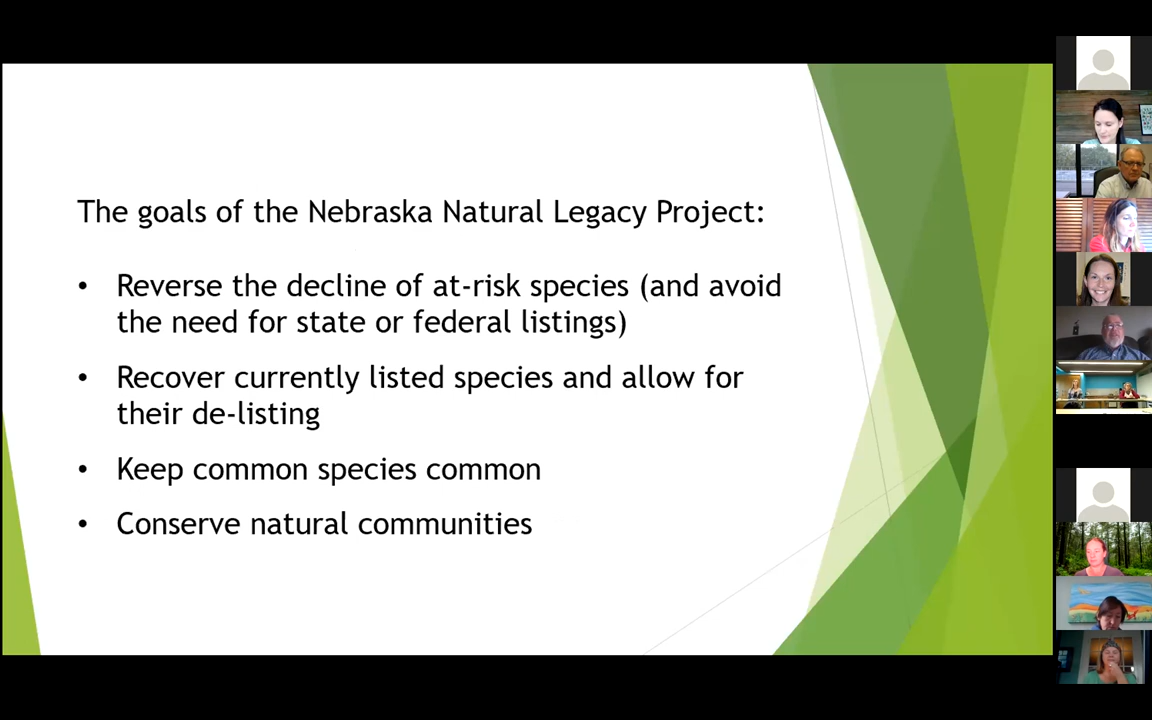 The goals of the Nebraska Natural Legacy Project:
• Reverse the decline of at-risk species (and avoid
the need for state or federal listings)
• Recover currently listed species and allow for
their de-listing
• Keep common species common
• Conserve natural communities